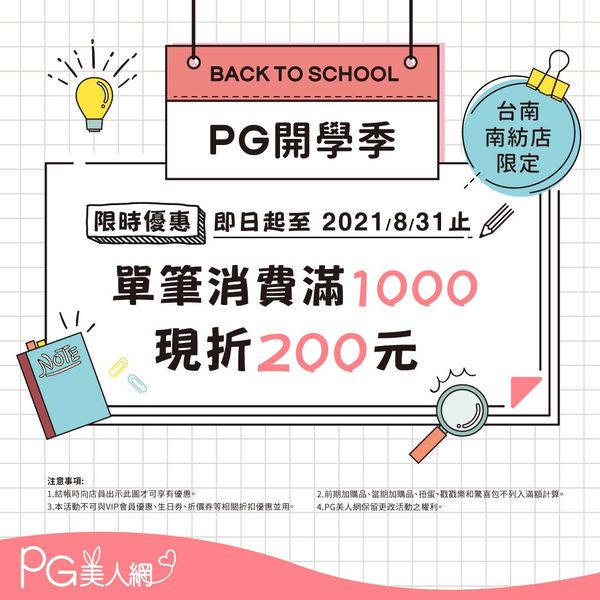 BACK TO SCHOOL
PG開學季
台南
南紡店
限定
限時優惠 即日起至 2021/8/31止
單筆消費滿1000
現折200元
NOTE
注意事項:
1.結帳時向店員出示此圖才可享有優惠。
2.前期加購品、當期加購品、扭蛋、戳戳樂和驚喜包不列入滿額計算。
3.本活動不可與VIP會員優惠、生日券、折價券等相關折扣優惠並用。
4.PG美人網保留更改活動之權利。
PG美人網